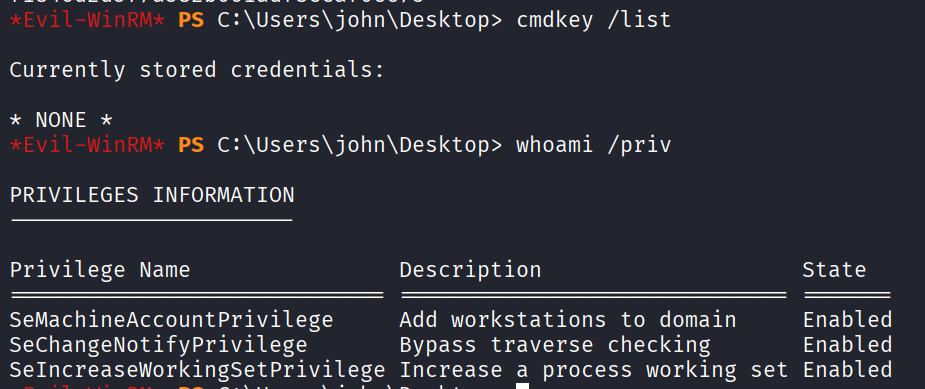 *Evil-WinRM* PS C:\Users\john\Desktop> cmdkey /list
Currently stored credentials:
* NONE *
*Evil-WinRM* PS C:\Users\john\Desktop> whoami /priv
PRIVILEGES INFORMATION
----------------------
Privilege Name Description State
============================= ============================== =======
SeMachineAccountPrivilege Add workstations to domain Enabled
SeChangeNotifyPrivilege Bypass traverse checking Enabled
SeIncreaseWorkingSetPrivilege Increase a process working set Enabled